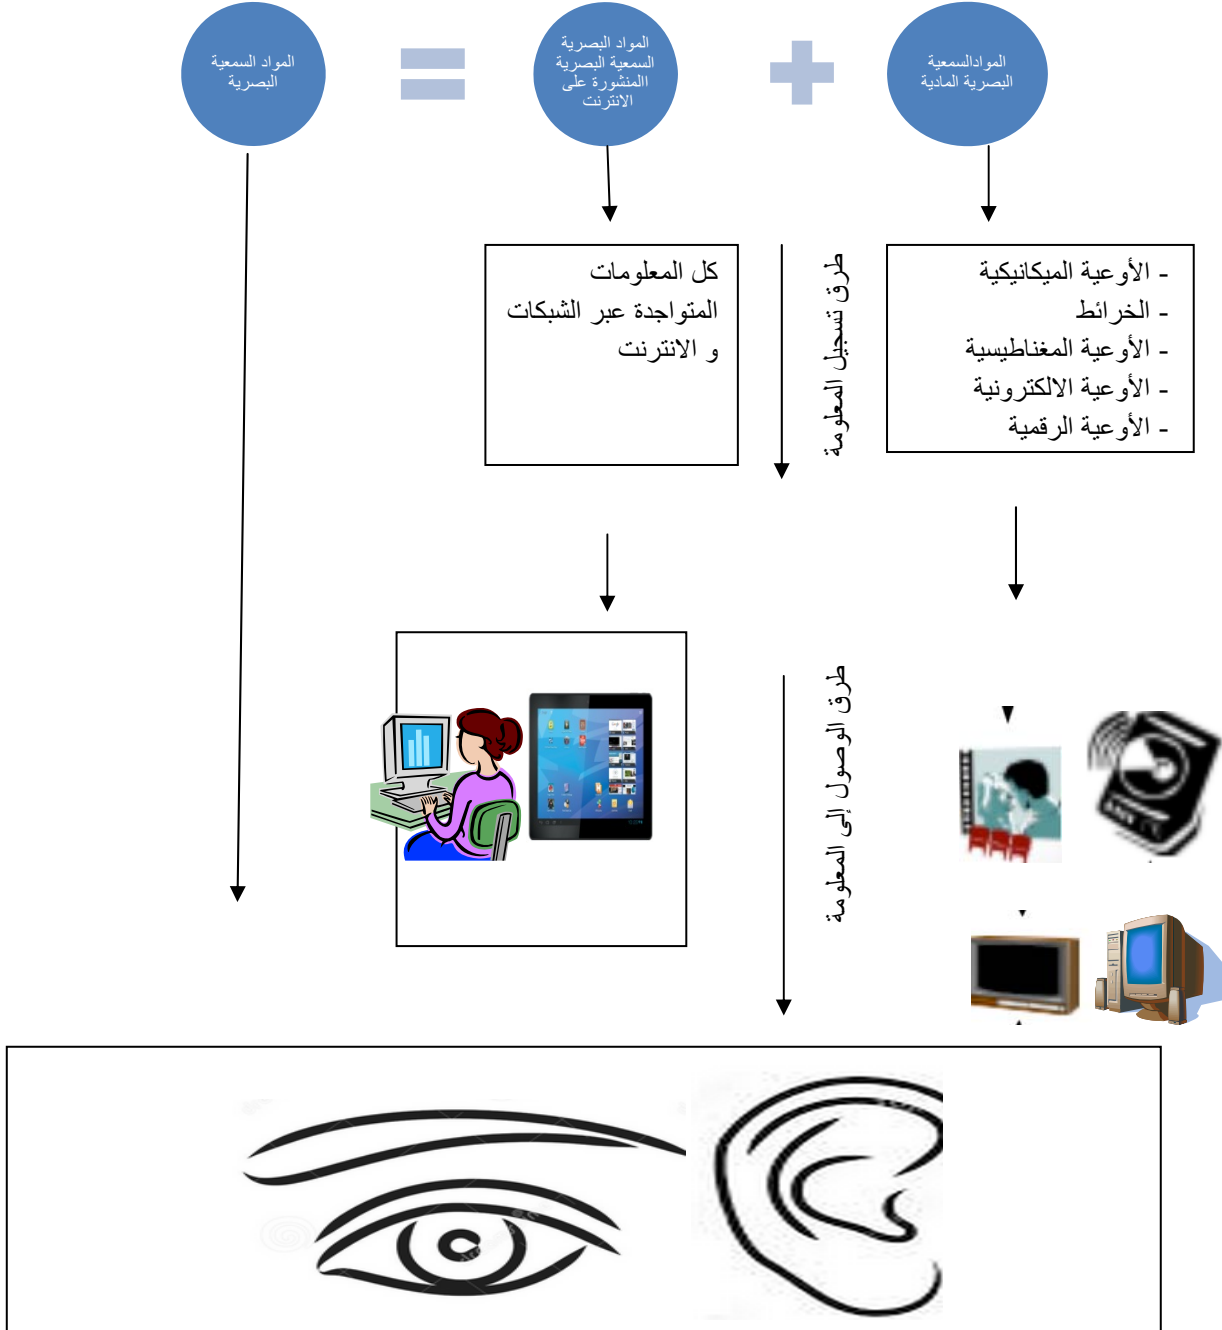 الموادالسمعية
البصرية المادية
المواد البصرية
السمعية البصرية
االمنشورة على
الانترنت
المواد السمعية
البصرية
- الأوعية الميكانيكية
- الخرائط
- الأوعية المغناطيسية
- الأوعية الالكترونية
- الأوعية الرقمية
طرق تسجيل المعلومة
كل المعلومات
المتواجدة عبر الشبكات
و الانترنت
طرق الوصول إلى المعلومة